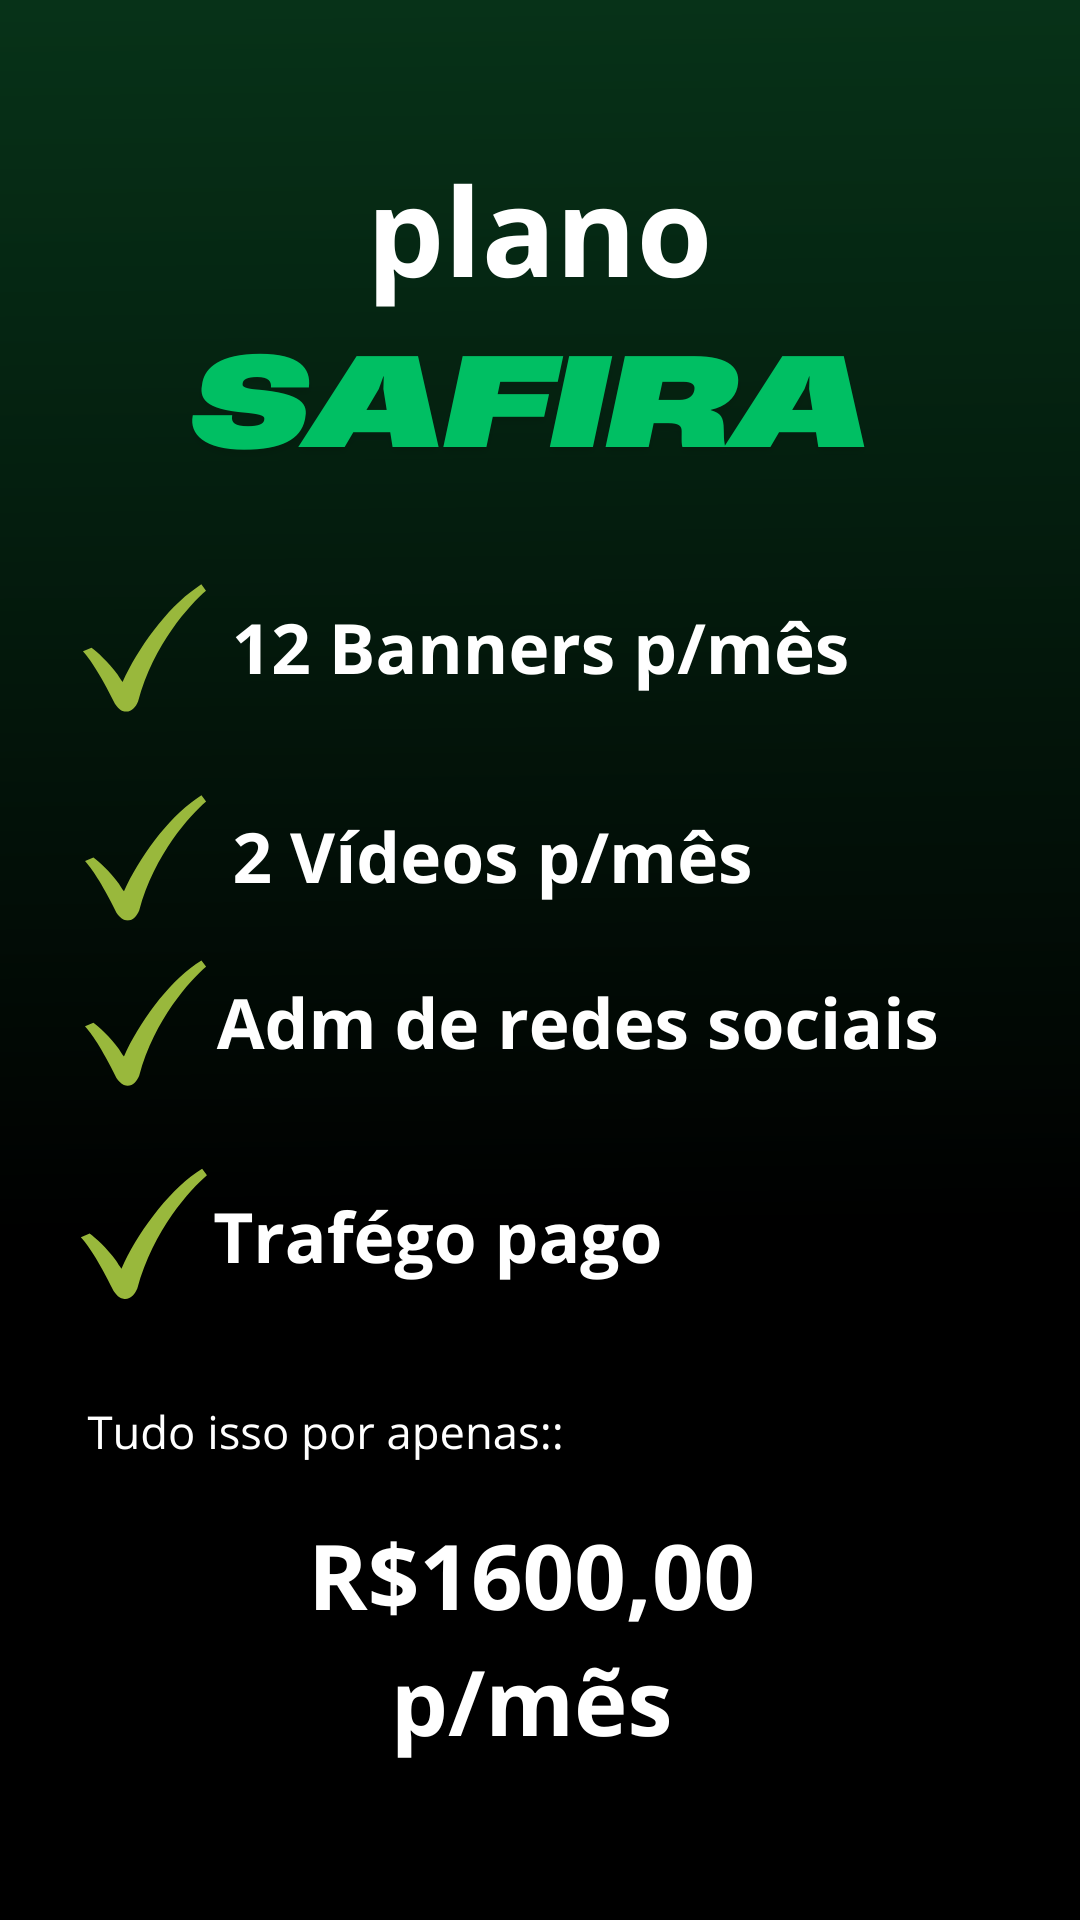 plano
SAFIRA
12 Banners p/mês
2 Vídeos p/mês
Adm de redes sociais
Trafégo pago
Tudo isso por apenas::
R$1600,00
p/mẽs